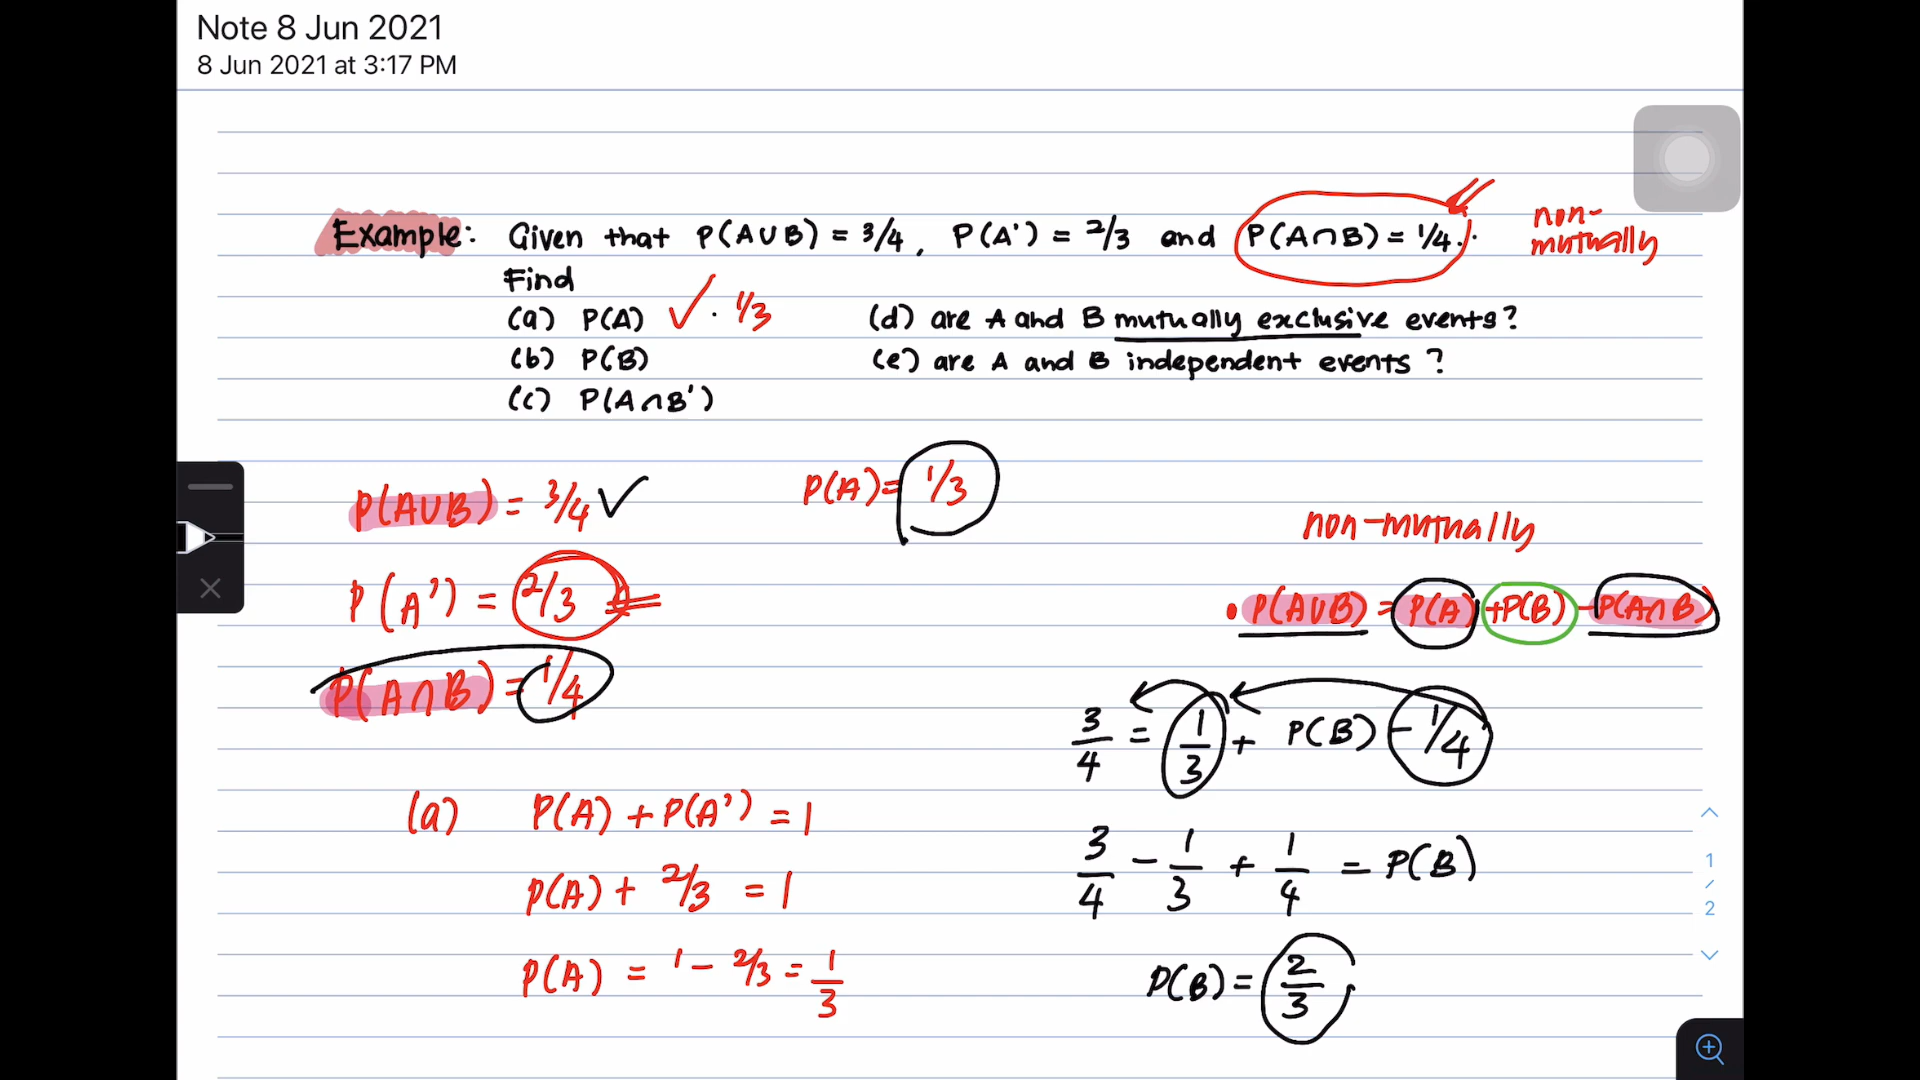 Note 8 Jun 2021
8 Jun 2021 at 3:17 PM
Example: Given that P(A∪B) = 3/4, P(A') = 2/3 and P(A∩B) = 1/4.
non-
mutually
Find
(a) P(A) ✓ · 1/3
(d) are A and B mutually exclusive events?
(b) P(B)
(e) are A and B independent events?
(c) P(A∩B')
P(A∪B) = 3/4 ✓
P(A) = 1/3
non-mutually
P(A') = 2/3
• P(A∪B) = P(A) + P(B) - P(A∩B)
P(A∩B) = 1/4
3/4 = 1/3 + P(B) - 1/4
(a) P(A) + P(A') = 1
3/4 - 1/3 + 1/4 = P(B)
P(A) + 2/3 = 1
P(A) = 1 - 2/3 = 1/3
P(B) = 2/3
1/2